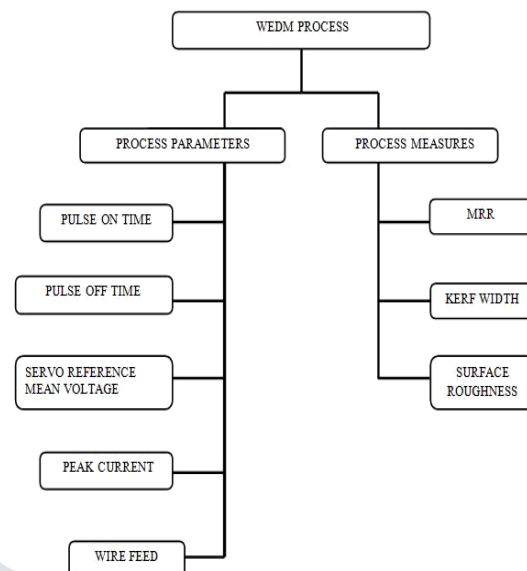 WEDM PROCESS
PROCESS PARAMETERS
PROCESS MEASURES
PULSE ON TIME
PULSE OFF TIME
SERVO REFERENCE
MEAN VOLTAGE
PEAK CURRENT
WIRE FEED
MRR
KERF WIDTH
SURFACE
ROUGHNESS